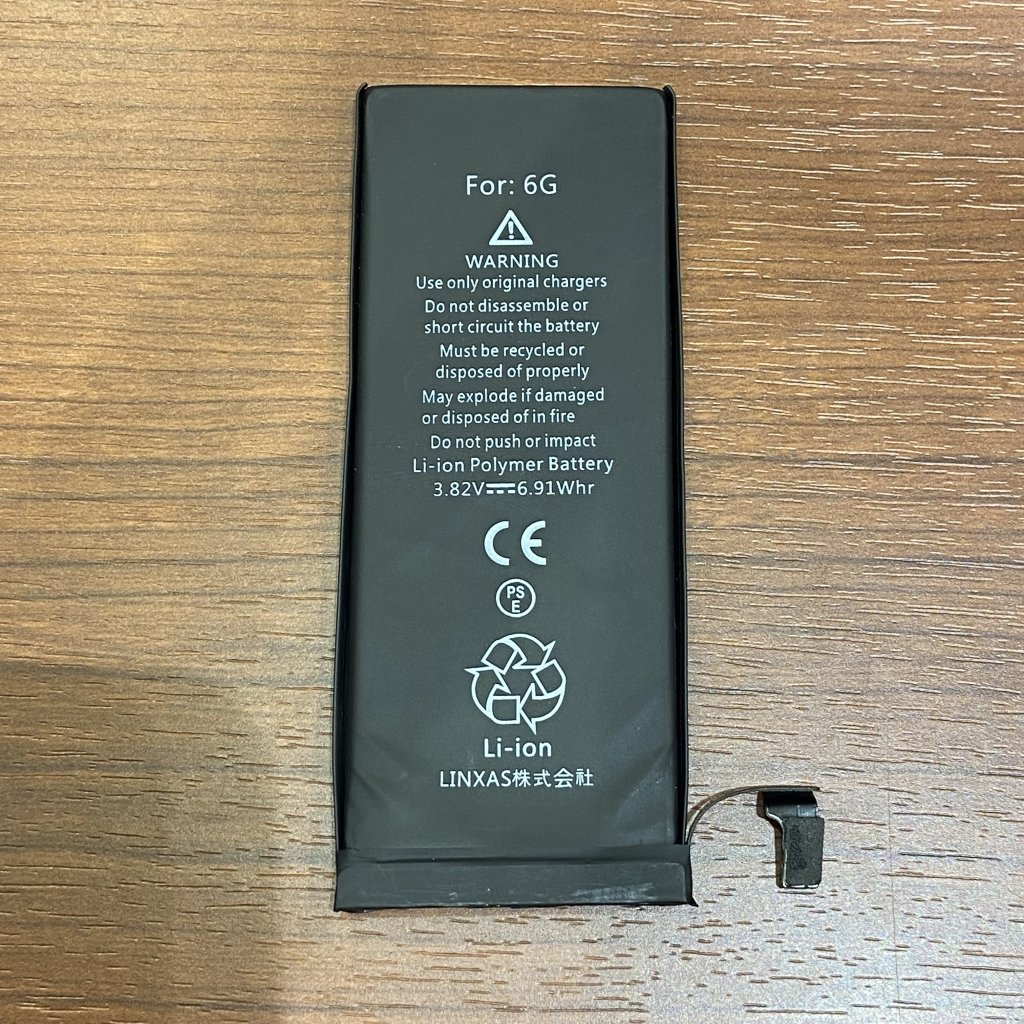 For: 6G
WARNING
Use only original chargers
Do not disassemble or
short circuit the battery
Must be recycled or
disposed of properly
May explode if damaged
or disposed of in fire
Do not push or impact
Li-ion Polymer Battery
3.82V⎓6.91Whr
CE
PS
E
Li-ion
LINXAS株式会社